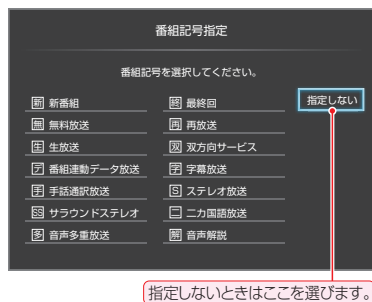 番組記号指定
番組記号を選択してください。
新 新番組
終 最終回
指定しない
無 無料放送
再 再放送
生 生放送
双 双方向サービス
デ 番組連動データ放送
字 字幕放送
手 手話通訳放送
S ステレオ放送
SS サラウンドステレオ
二 二カ国語放送
多 音声多重放送
解 音声解説
指定しないときはここを選びます。